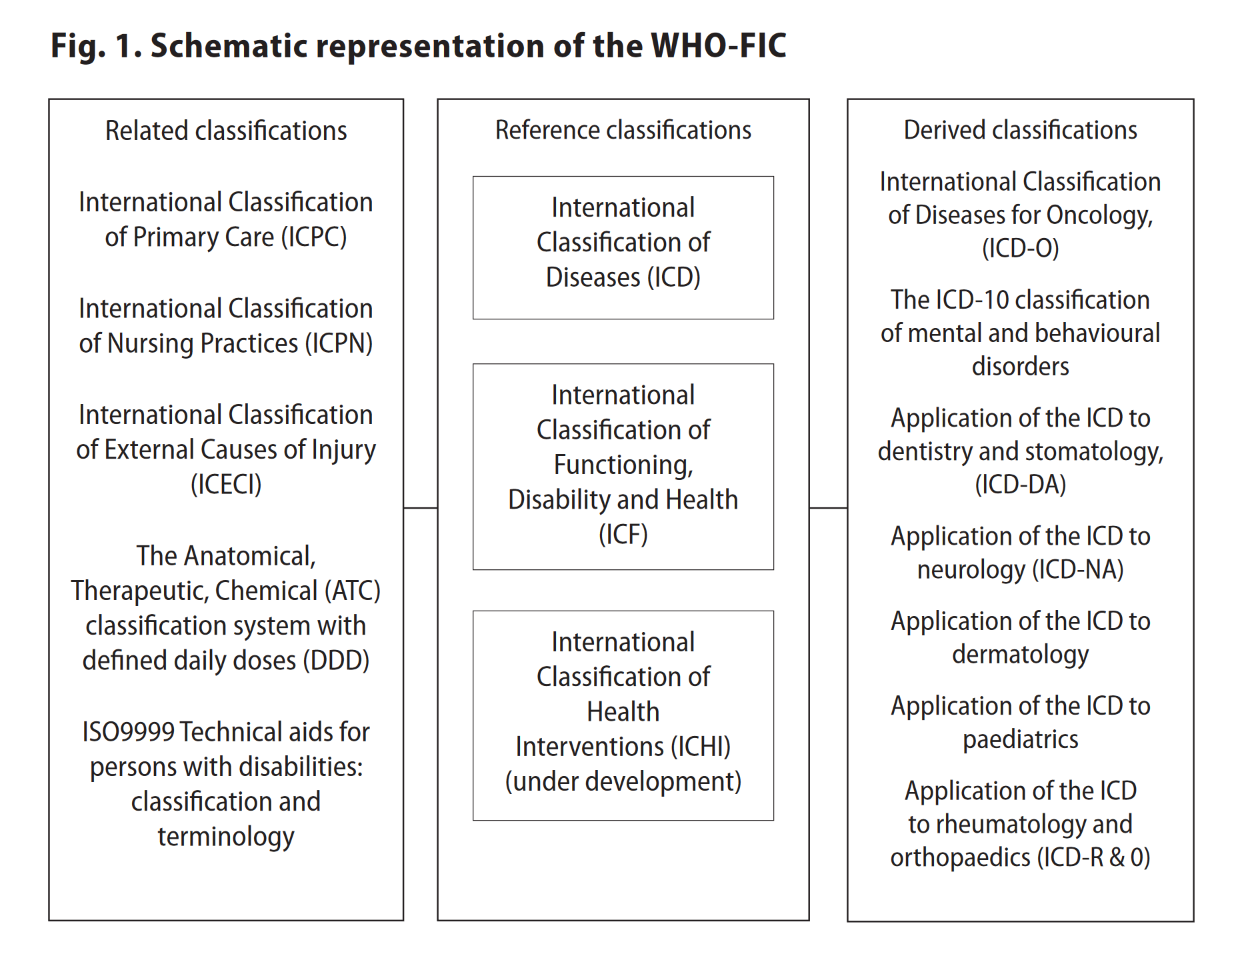 Fig. 1. Schematic representation of the WHO-FIC
Related classifications
International Classification
of Primary Care (ICPC)
International Classification
of Nursing Practices (ICPN)
International Classification
of External Causes of Injury
(ICECI)
The Anatomical,
Therapeutic, Chemical (ATC)
classification system with
defined daily doses (DDD)
ISO9999 Technical aids for
persons with disabilities:
classification and
terminology
Reference classifications
International
Classification of
Diseases (ICD)
International
Classification of
Functioning,
Disability and Health
(ICF)
International
Classification of
Health
Interventions (ICHI)
(under development)
Derived classifications
International Classification
of Diseases for Oncology,
(ICD-O)
The ICD-10 classification
of mental and behavioural
disorders
Application of the ICD to
dentistry and stomatology,
(ICD-DA)
Application of the ICD to
neurology (ICD-NA)
Application of the ICD to
dermatology
Application of the ICD to
paediatrics
Application of the ICD
to rheumatology and
orthopaedics (ICD-R & 0)